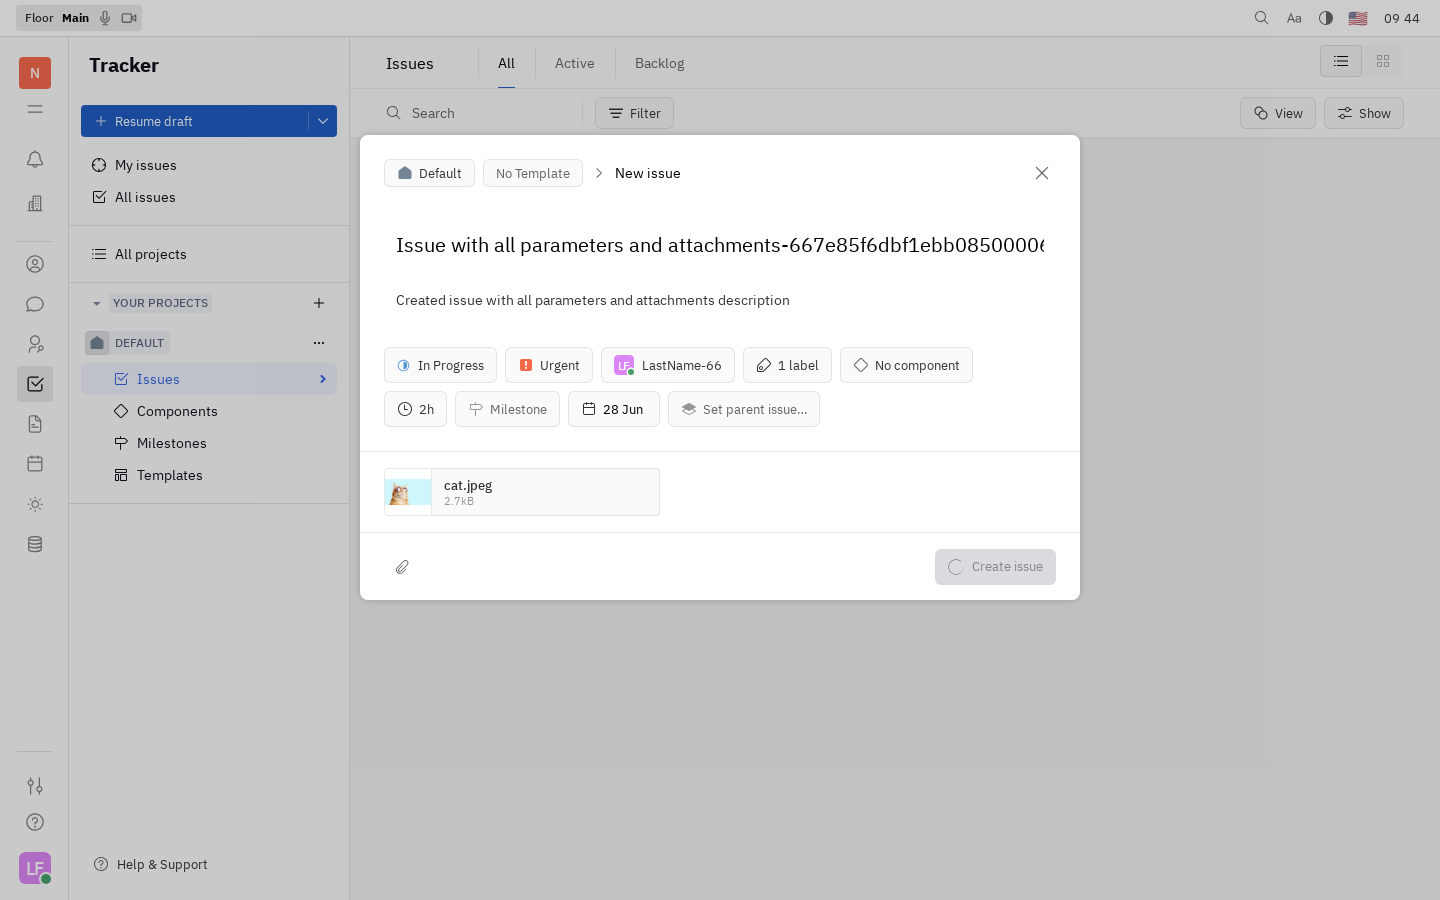 Floor Main
Aa
09 44
N
Tracker
Resume draft
My issues
All issues
All projects
YOUR PROJECTS
DEFAULT
Issues
Components
Milestones
Templates
Help & Support
LF
Issues
All
Active
Backlog
Search
Filter
View
Show
Default
No Template
New issue
Issue with all parameters and attachments-667e85f6dbf1ebb08500006
Created issue with all parameters and attachments description
In Progress
Urgent
LF LastName-66
1 label
No component
2h
Milestone
28 Jun
Set parent issue...
cat.jpeg
2.7kB
Create issue